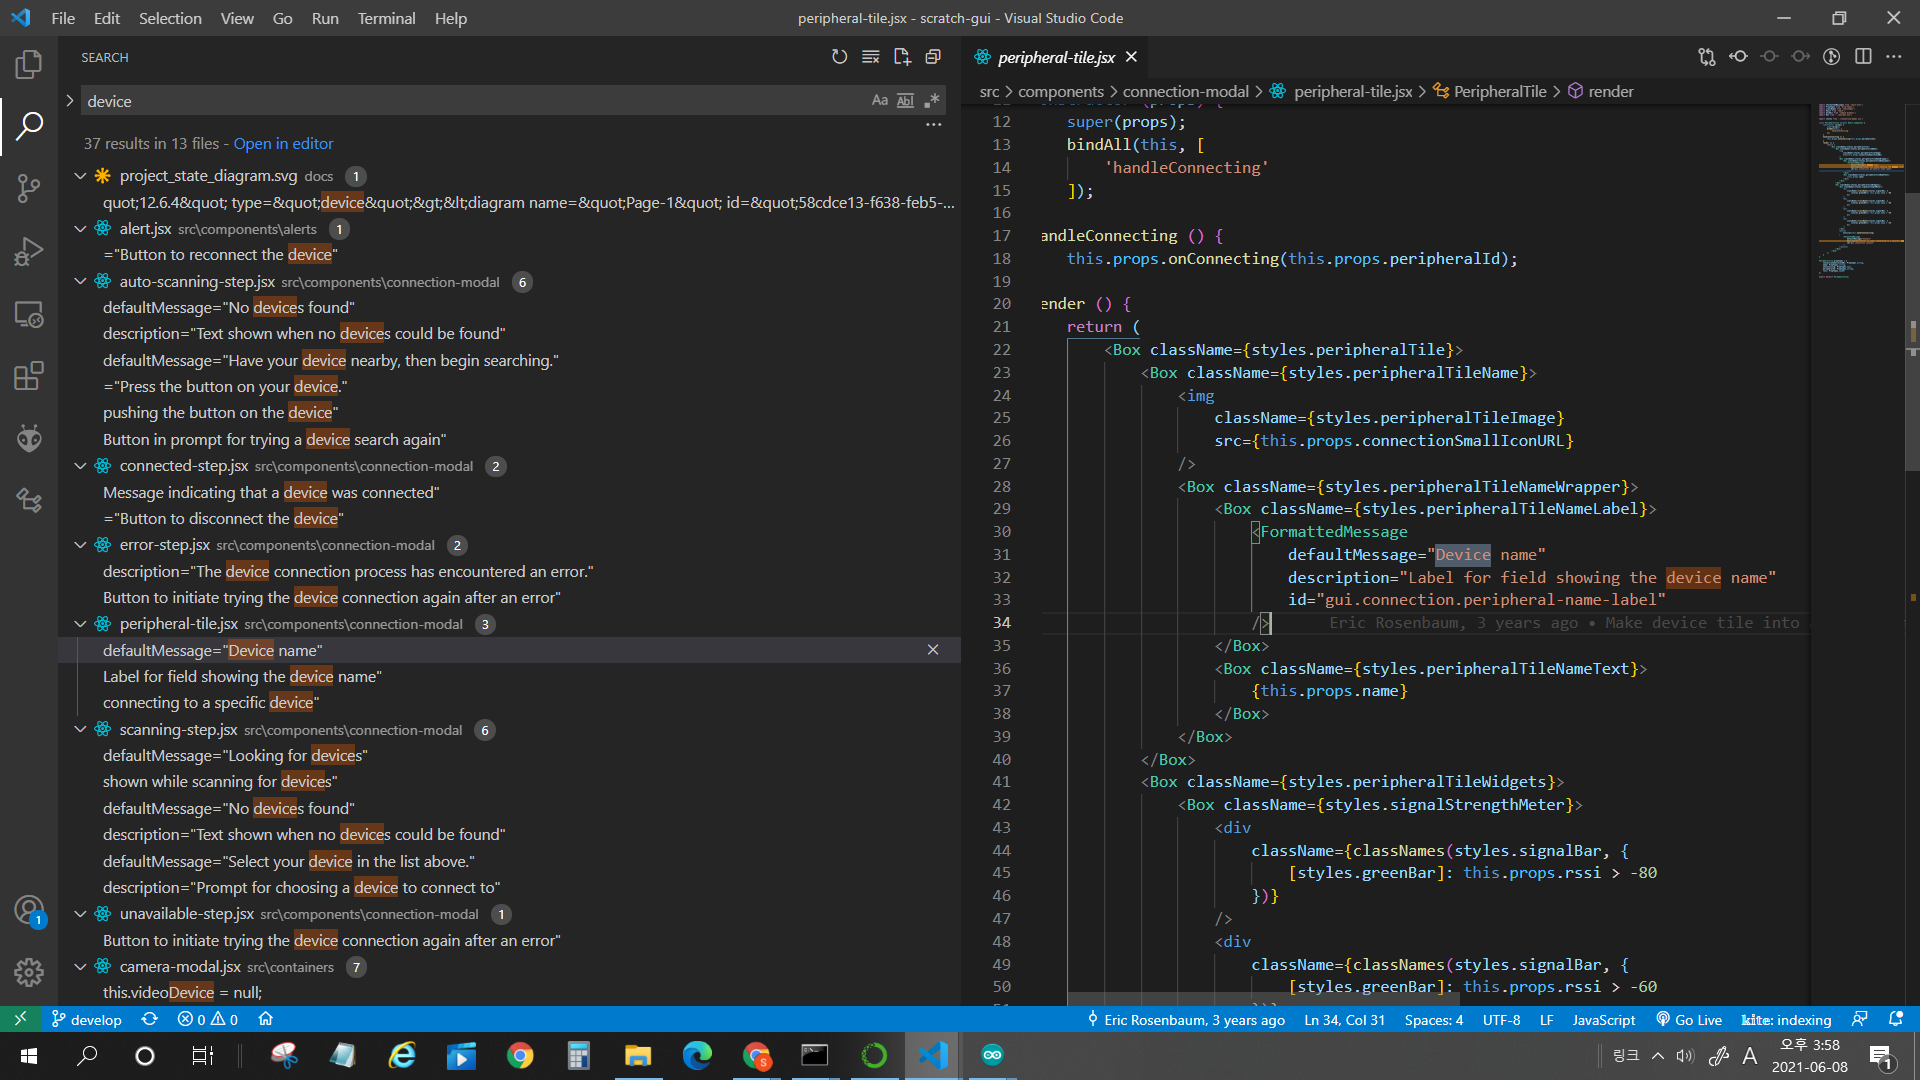 File Edit Selection View Go Run Terminal Help
peripheral-tile.jsx - scratch-gui - Visual Studio Code
SEARCH
device
Aa Abl .*
37 results in 13 files - Open in editor
project_state_diagram.svg docs 1
quot;12.6.4&quot; type=&quot;device&quot;&gt;&lt;diagram name=&quot;Page-1&quot; id=&quot;58cdce13-f638-feb5-...
alert.jsx src\components\alerts 1
="Button to reconnect the device"
auto-scanning-step.jsx src\components\connection-modal 6
defaultMessage="No devices found"
description="Text shown when no devices could be found"
defaultMessage="Have your device nearby, then begin searching."
="Press the button on your device."
pushing the button on the device"
Button in prompt for trying a device search again"
connected-step.jsx src\components\connection-modal 2
Message indicating that a device was connected"
="Button to disconnect the device"
error-step.jsx src\components\connection-modal 2
description="The device connection process has encountered an error."
Button to initiate trying the device connection again after an error"
peripheral-tile.jsx src\components\connection-modal 3
defaultMessage="Device name"
Label for field showing the device name"
connecting to a specific device"
scanning-step.jsx src\components\connection-modal 6
defaultMessage="Looking for devices"
shown while scanning for devices"
defaultMessage="No devices found"
description="Text shown when no devices could be found"
defaultMessage="Select your device in the list above."
description="Prompt for choosing a device to connect to"
unavailable-step.jsx src\components\connection-modal 1
Button to initiate trying the device connection again after an error"
camera-modal.jsx src\containers 7
this.videoDevice = null;
peripheral-tile.jsx
src > components > connection-modal > peripheral-tile.jsx > PeripheralTile > render
12 super(props);
13 bindAll(this, [
14 'handleConnecting'
15 ]);
16
17 andleConnecting () {
18 this.props.onConnecting(this.props.peripheralId);
19
20 ender () {
21 return (
22 <Box className={styles.peripheralTile}>
23 <Box className={styles.peripheralTileName}>
24 <img
25 className={styles.peripheralTileImage}
26 src={this.props.connectionSmallIconURL}
27 />
28 <Box className={styles.peripheralTileNameWrapper}>
29 <Box className={styles.peripheralTileNameLabel}>
30 <FormattedMessage
31 defaultMessage="Device name"
32 description="Label for field showing the device name"
33 id="gui.connection.peripheral-name-label"
34 /> Eric Rosenbaum, 3 years ago • Make device tile into
35 </Box>
36 <Box className={styles.peripheralTileNameText}>
37 {this.props.name}
38 </Box>
39 </Box>
40 </Box>
41 <Box className={styles.peripheralTileWidgets}>
42 <Box className={styles.signalStrengthMeter}>
43 <div
44 className={classNames(styles.signalBar, {
45 [styles.greenBar]: this.props.rssi > -80
46 })}
47 />
48 <div
49 className={classNames(styles.signalBar, {
50 [styles.greenBar]: this.props.rssi > -60
1
develop 0 0
Eric Rosenbaum, 3 years ago Ln 34, Col 31 Spaces: 4 UTF-8 LF JavaScript Go Live kite: indexing
링크 A 오후 3:58
2021-06-08 1